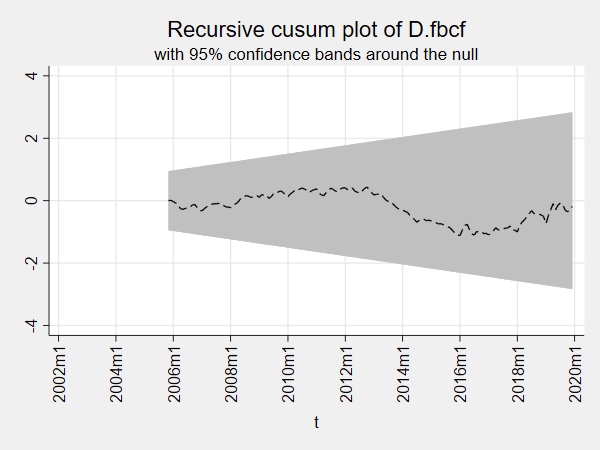 Recursive cusum plot of D.fbcf
with 95% confidence bands around the null
4
2
0
-2
-4
2002m1
2004m1
2006m1
2008m1
2010m1
2012m1
2014m1
2016m1
2018m1
2020m1
t